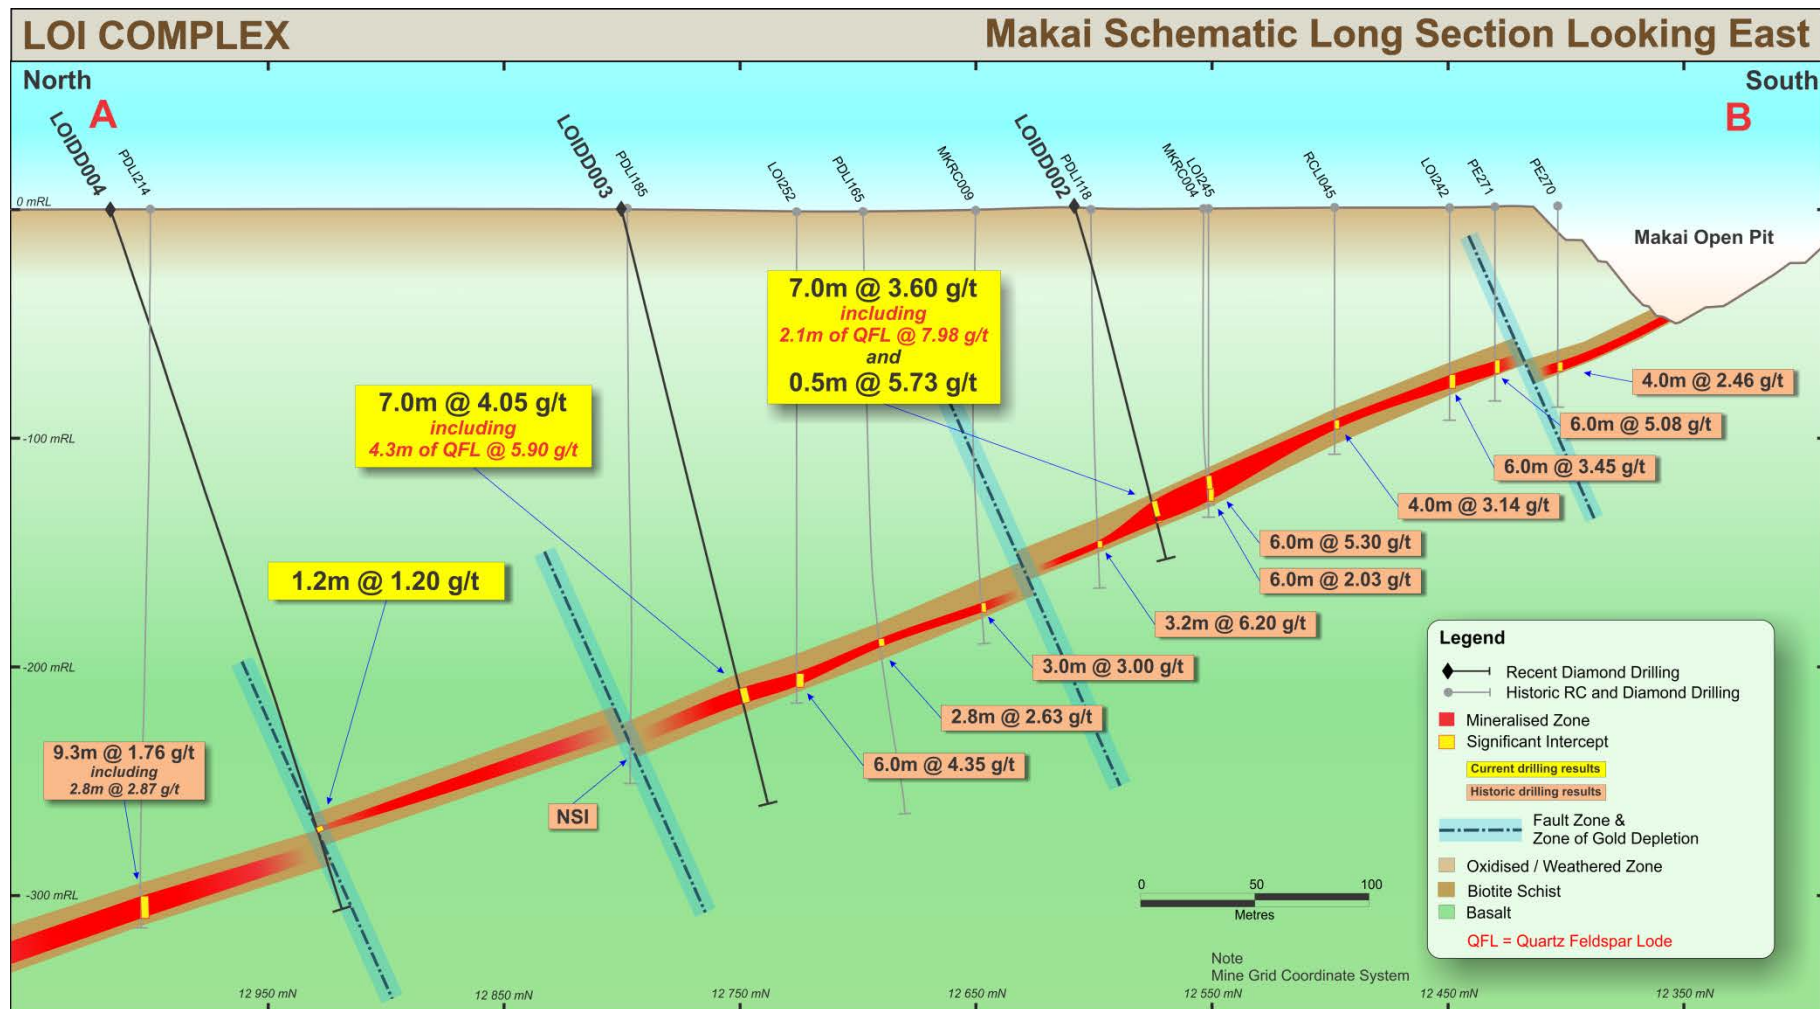 LOI COMPLEX
Makai Schematic Long Section Looking East
North
South
A
B
LOIDD004
PDLI214
LOIDD003
PDLI185
LOI252
PDLI165
MKRC009
LOIDD002
PDLI118
MKRC004
LOI245
RCLI045
LOI242
PE271
PE270
0 mRL
Makai Open Pit
7.0m @ 3.60 g/t
including
2.1m of QFL @ 7.98 g/t
and
0.5m @ 5.73 g/t
7.0m @ 4.05 g/t
including
4.3m of QFL @ 5.90 g/t
4.0m @ 2.46 g/t
6.0m @ 5.08 g/t
-100 mRL
6.0m @ 3.45 g/t
4.0m @ 3.14 g/t
6.0m @ 5.30 g/t
1.2m @ 1.20 g/t
6.0m @ 2.03 g/t
3.2m @ 6.20 g/t
-200 mRL
3.0m @ 3.00 g/t
2.8m @ 2.63 g/t
6.0m @ 4.35 g/t
9.3m @ 1.76 g/t
including
2.8m @ 2.87 g/t
NSI
-300 mRL
Legend
Recent Diamond Drilling
Historic RC and Diamond Drilling
Mineralised Zone
Significant Intercept
Current drilling results
Historic drilling results
Fault Zone &
Zone of Gold Depletion
Oxidised / Weathered Zone
Biotite Schist
Basalt
QFL = Quartz Feldspar Lode
0 50 100
Metres
Note
Mine Grid Coordinate System
12 950 mN
12 850 mN
12 750 mN
12 650 mN
12 550 mN
12 450 mN
12 350 mN